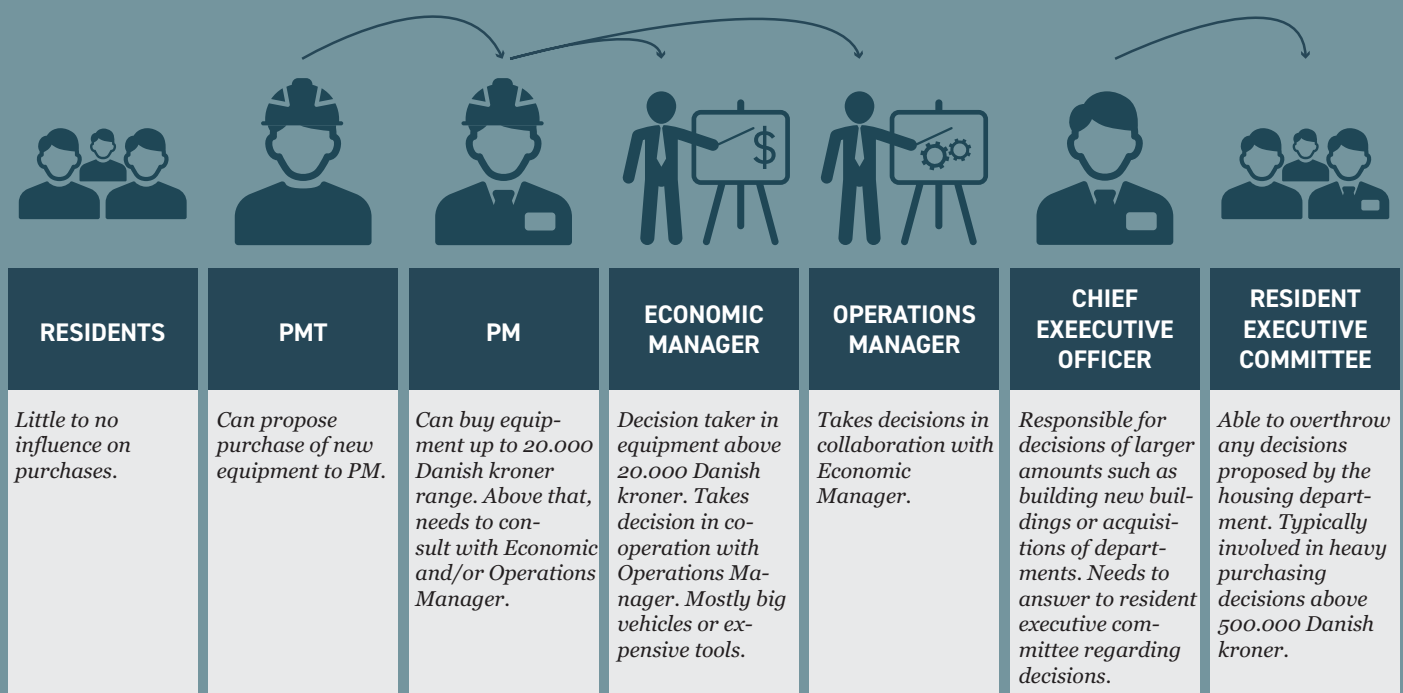 $
RESIDENTS
Little to no
influence on
purchases.
PMT
Can propose
purchase of new
equipment to PM.
PM
Can buy equip-
ment up to 20.000
Danish kroner
range. Above that,
needs to con-
sult with Economic
and/or Operations
Manager.
ECONOMIC
MANAGER
Decision taker in
equipment above
20.000 Danish
kroner. Takes
decision in co-
operation with
Operations Ma-
nager. Mostly big
vehicles or ex-
pensive tools.
OPERATIONS
MANAGER
Takes decisions in
collaboration with
Economic
Manager.
CHIEF
EXEECUTIVE
OFFICER
Responsible for
decisions of larger
amounts such as
building new buil-
dings or acquisi-
tions of depart-
ments. Needs to
answer to resident
executive com-
mittee regarding
decisions.
RESIDENT
EXECUTIVE
COMMITTEE
Able to overthrow
any decisions
proposed by the
housing depart-
ment. Typically
involved in heavy
purchasing
decisions above
500.000 Danish
kroner.